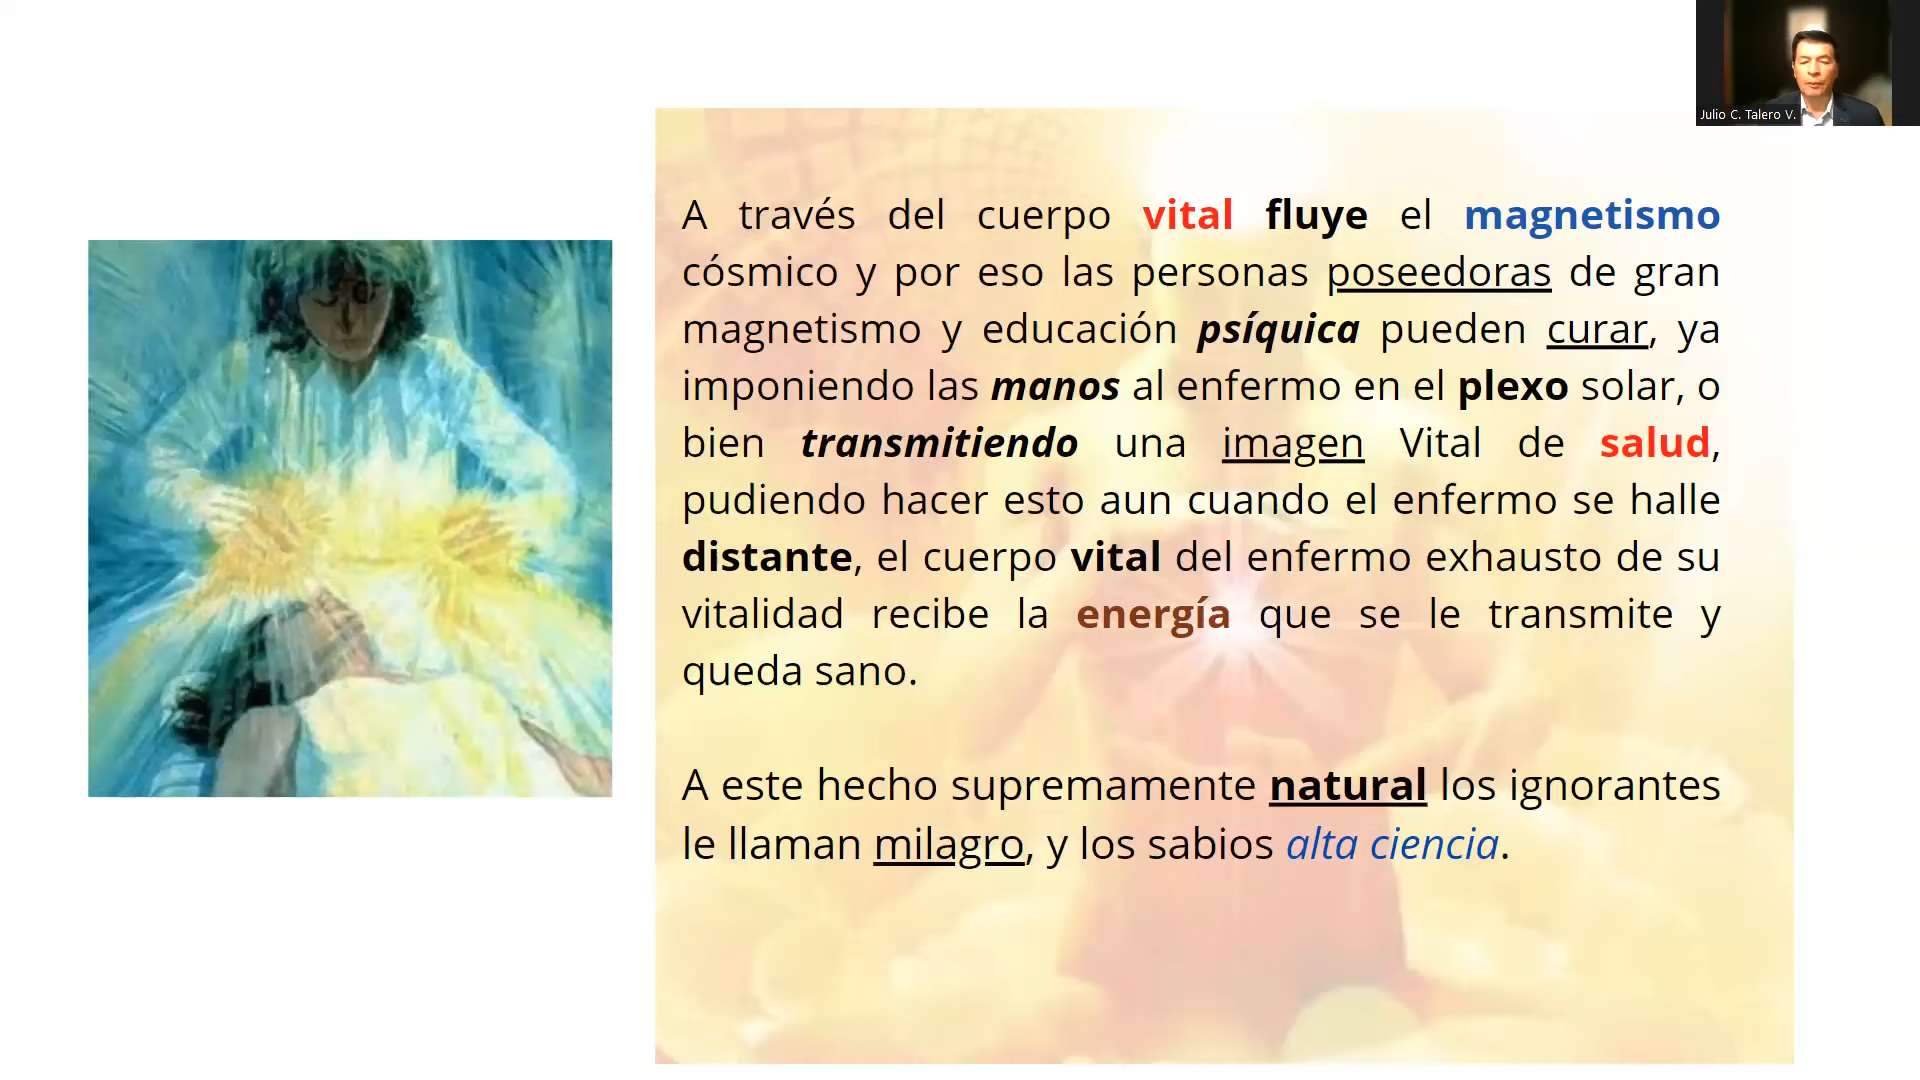 Julio C. Talero V.
A través del cuerpo vital fluye el magnetismo
cósmico y por eso las personas poseedoras de gran
magnetismo y educación psíquica pueden curar, ya
imponiendo las manos al enfermo en el plexo solar, o
bien transmitiendo una imagen Vital de salud,
pudiendo hacer esto aun cuando el enfermo se halle
distante, el cuerpo vital del enfermo exhausto de su
vitalidad recibe la energía que se le transmite y
queda sano.
A este hecho supremamente natural los ignorantes
le llaman milagro, y los sabios alta ciencia.